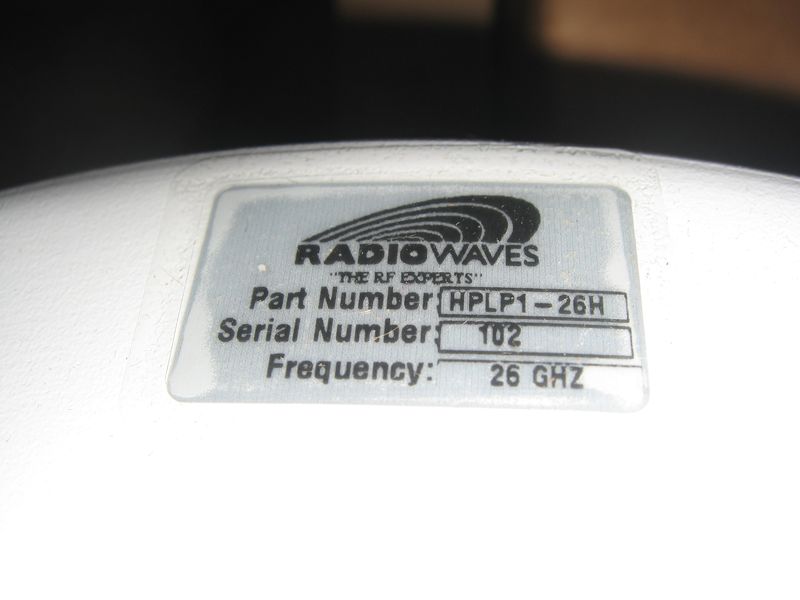 RADIOWAVES
"THE RF EXPERTS"
Part Number: HPLP1-26H
Serial Number: 102
Frequency: 26 GHZ